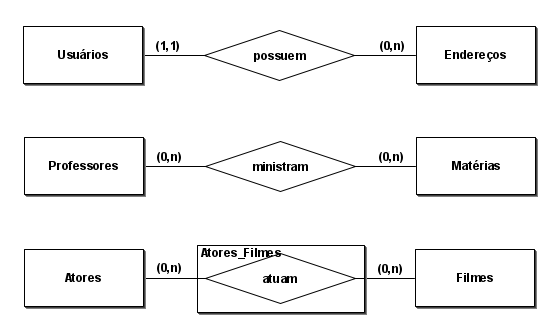 Usuários (1,1) possuem (0,n) Endereços
Professores (0,n) ministram (0,n) Matérias
Atores_Filmes
Atores (0,n) atuam (0,n) Filmes